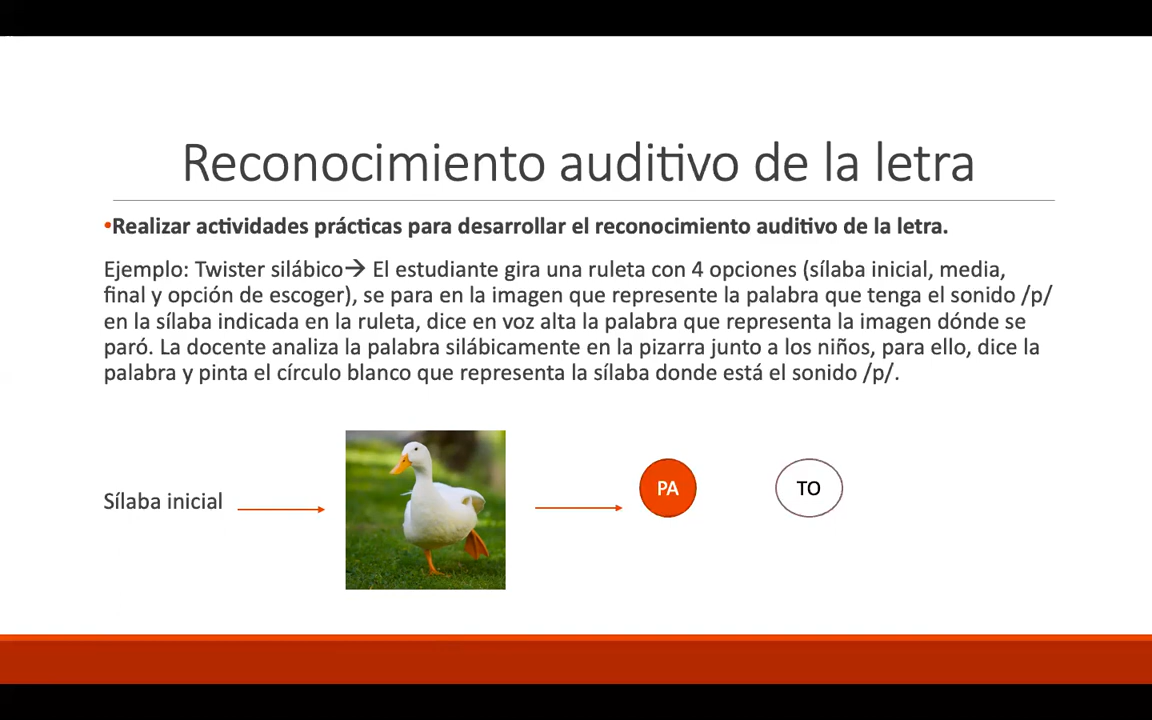 Reconocimiento auditivo de la letra
•Realizar actividades prácticas para desarrollar el reconocimiento auditivo de la letra.
Ejemplo: Twister silábico→ El estudiante gira una ruleta con 4 opciones (sílaba inicial, media,
final y opción de escoger), se para en la imagen que represente la palabra que tenga el sonido /p/
en la sílaba indicada en la ruleta, dice en voz alta la palabra que representa la imagen dónde se
paró. La docente analiza la palabra silábicamente en la pizarra junto a los niños, para ello, dice la
palabra y pinta el círculo blanco que representa la sílaba donde está el sonido /p/.
Sílaba inicial
PA
TO